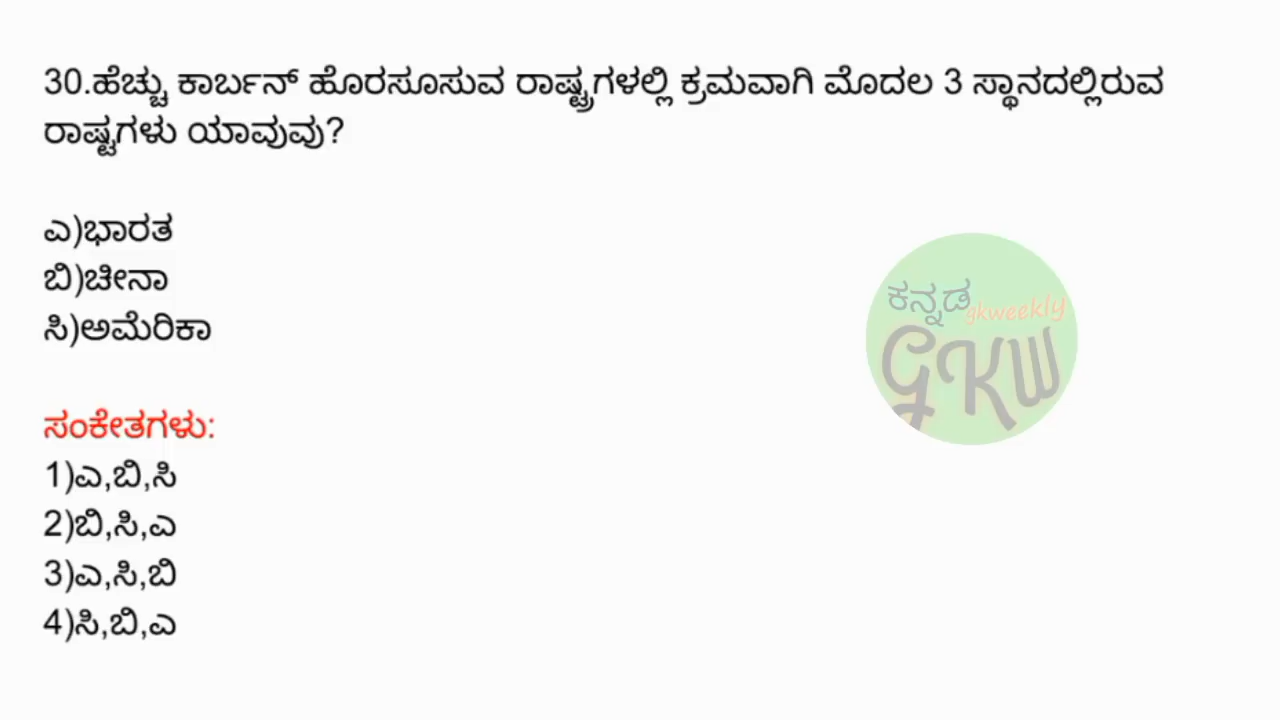 30.ಹೆಚ್ಚು ಕಾರ್ಬನ್ ಹೊರಸೂಸುವ ರಾಷ್ಟ್ರಗಳಲ್ಲಿ ಕ್ರಮವಾಗಿ ಮೊದಲ 3 ಸ್ಥಾನದಲ್ಲಿರುವ
ರಾಷ್ಟಗಳು ಯಾವುವು?
ಎ)ಭಾರತ
ಬಿ)ಚೀನಾ
ಸಿ)ಅಮೆರಿಕಾ
ಕನ್ನಡ
gkweekly
GKW
ಸಂಕೇತಗಳು:
1)ಎ,ಬಿ,ಸಿ
2)ಬಿ,ಸಿ,ಎ
3)ಎ,ಸಿ,ಬಿ
4)ಸಿ,ಬಿ,ಎ